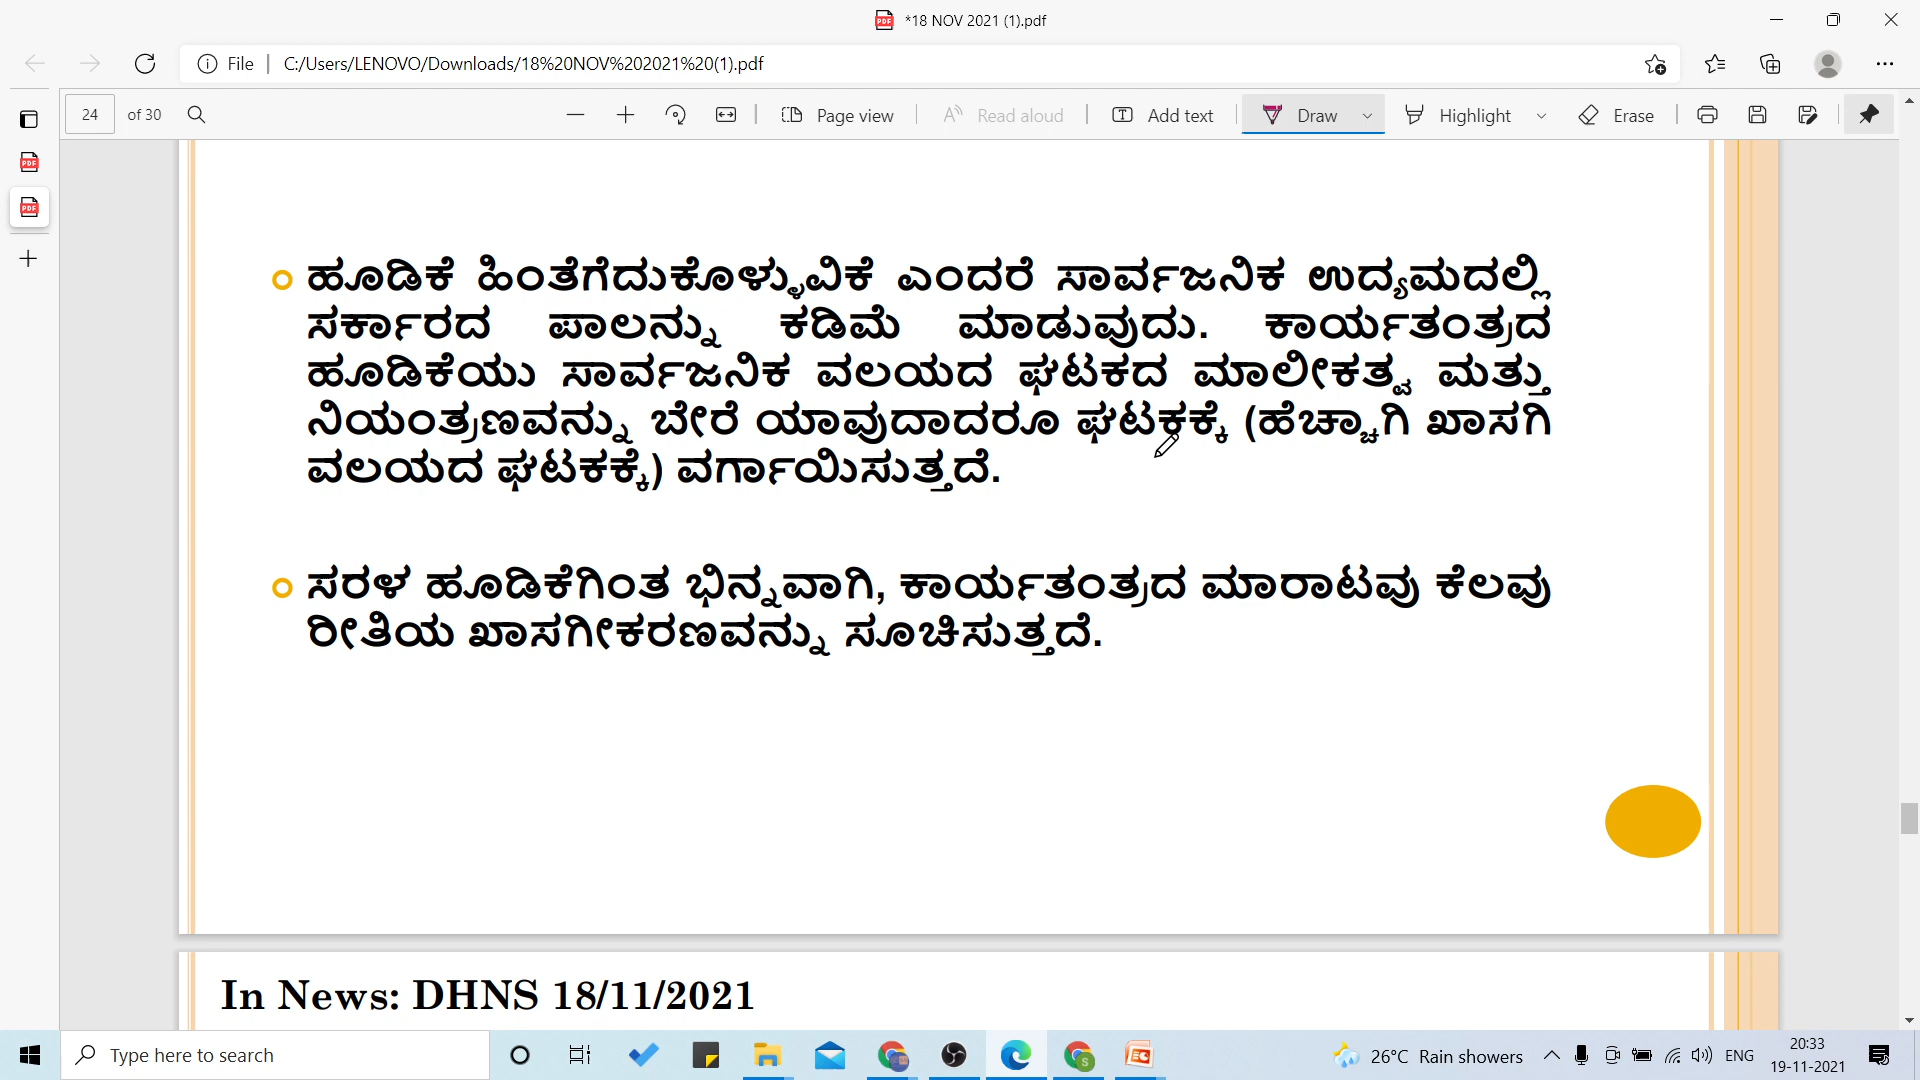 *18 NOV 2021 (1).pdf
File
C:/Users/LENOVO/Downloads/18%20NOV%202021%20(1).pdf
24 of 30
Page view
Read aloud
Add text
Draw
Highlight
Erase
ಹೂಡಿಕೆ ಹಿಂತೆಗೆದುಕೊಳ್ಳುವಿಕೆ ಎಂದರೆ ಸಾರ್ವಜನಿಕ ಉದ್ಯಮದಲ್ಲಿ
ಸರ್ಕಾರದ ಪಾಲನ್ನು ಕಡಿಮೆ ಮಾಡುವುದು. ಕಾರ್ಯತಂತ್ರದ
ಹೂಡಿಕೆಯು ಸಾರ್ವಜನಿಕ ವಲಯದ ಘಟಕದ ಮಾಲೀಕತ್ವ ಮತ್ತು
ನಿಯಂತ್ರಣವನ್ನು ಬೇರೆ ಯಾವುದಾದರೂ ಘಟಕಕ್ಕೆ (ಹೆಚ್ಚಾಗಿ ಖಾಸಗಿ
ವಲಯದ ಘಟಕಕ್ಕೆ) ವರ್ಗಾಯಿಸುತ್ತದೆ.
ಸರಳ ಹೂಡಿಕೆಗಿಂತ ಭಿನ್ನವಾಗಿ, ಕಾರ್ಯತಂತ್ರದ ಮಾರಾಟವು ಕೆಲವು
ರೀತಿಯ ಖಾಸಗೀಕರಣವನ್ನು ಸೂಚಿಸುತ್ತದೆ.
In News: DHNS 18/11/2021
Type here to search
26°C Rain showers
ENG
20:33
19-11-2021